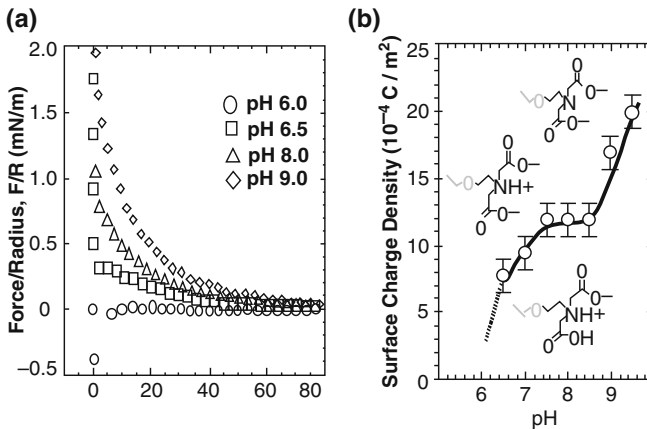 (a)
Force/Radius, F/R (mN/m)
2.0
1.5
1.0
0.5
0
−0.5
pH 6.0
pH 6.5
pH 8.0
pH 9.0
0 20 40 60 80
(b)
Surface Charge Density (10⁻⁴ C / m²)
25
20
15
10
5
0
O
O
N
O−
O
O−
O
O
O−
NH+
O
O−
O
O
O−
NH+
O
OH
6 7 8 9
pH